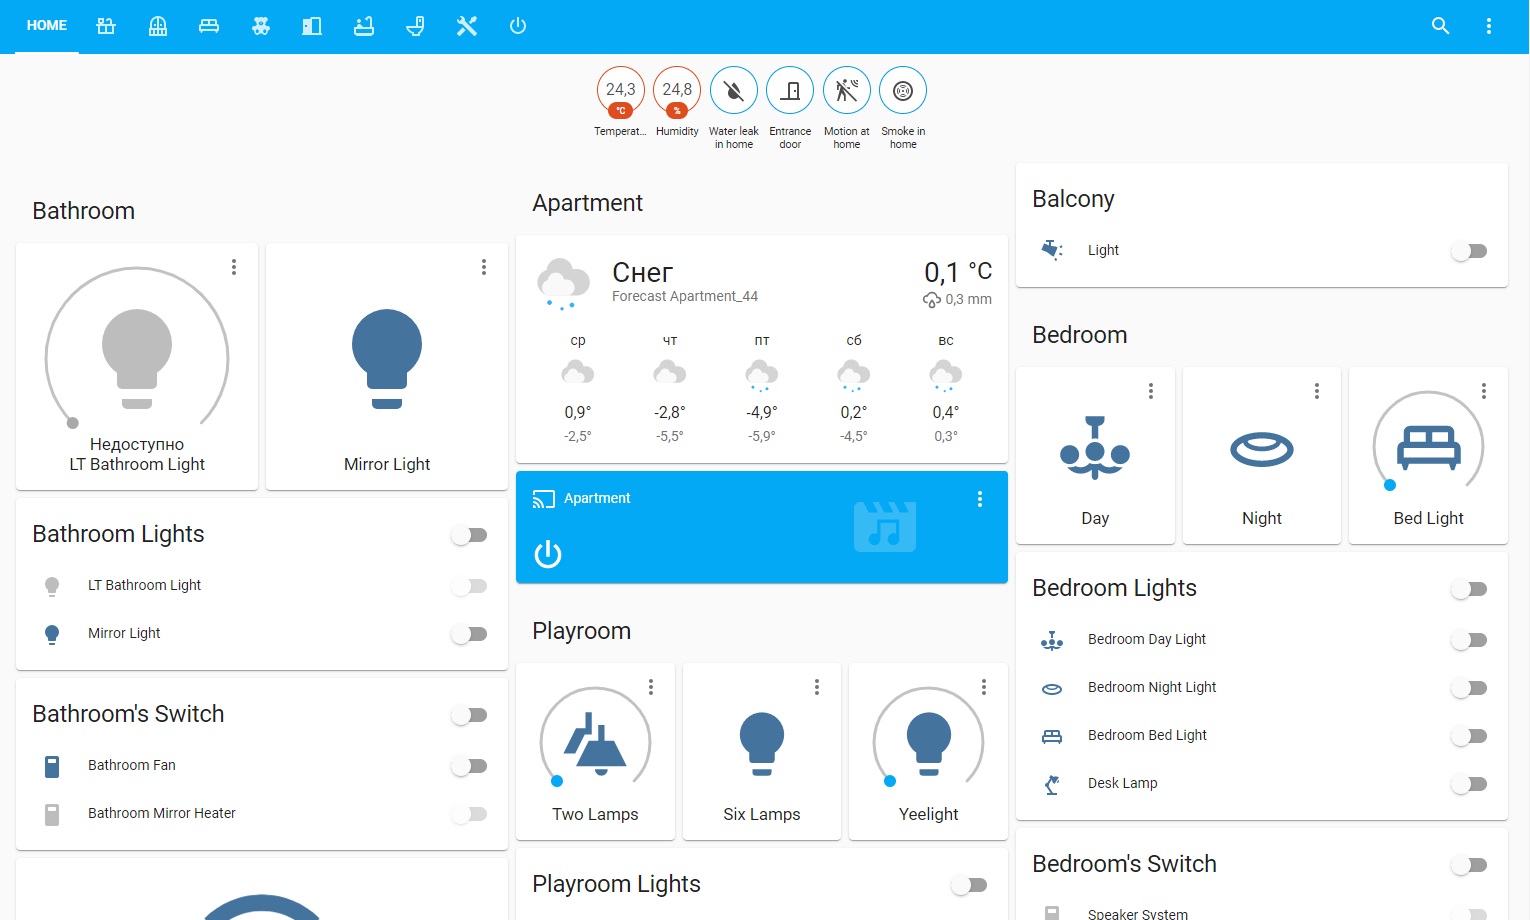 HOME
24,3
°C
Temperat...
24,8
%
Humidity
Water leak
in home
Entrance
door
Motion at
home
Smoke in
home
Bathroom
Недоступно
LT Bathroom Light
Mirror Light
Bathroom Lights
LT Bathroom Light
Mirror Light
Bathroom's Switch
Bathroom Fan
Bathroom Mirror Heater
Apartment
Снег
Forecast Apartment_44
0,1 °C
0,3 mm
ср чт пт сб вс
0,9° -2,8° -4,9° 0,2° 0,4°
-2,5° -5,5° -5,9° -4,5° 0,3°
Apartment
Playroom
Two Lamps
Six Lamps
Yeelight
Playroom Lights
Balcony
Light
Bedroom
Day
Night
Bed Light
Bedroom Lights
Bedroom Day Light
Bedroom Night Light
Bedroom Bed Light
Desk Lamp
Bedroom's Switch
Speaker System